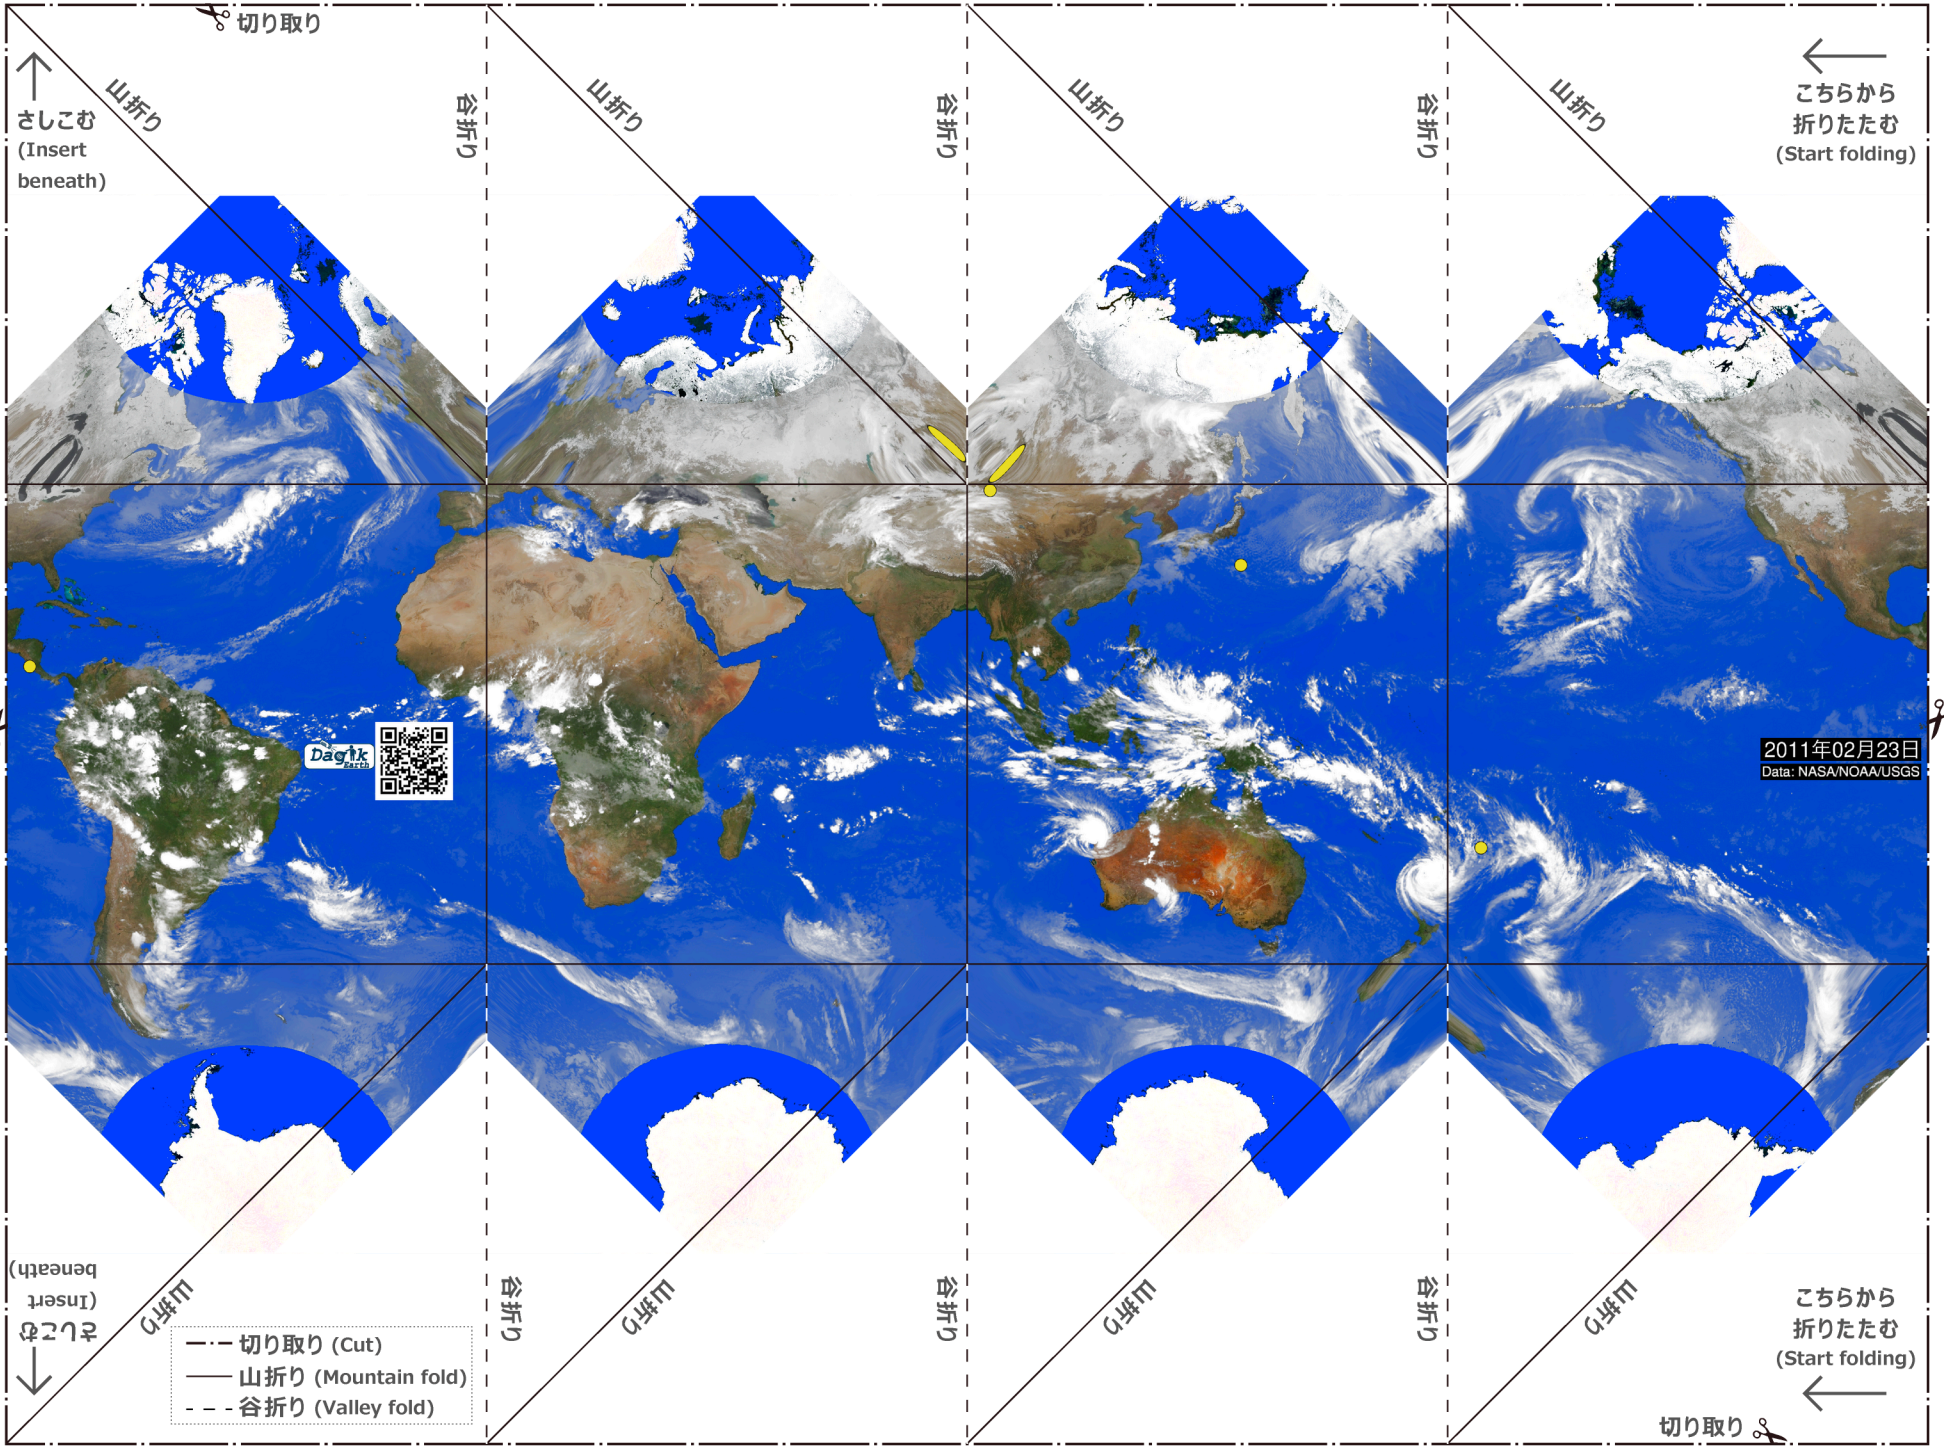 切り取り
山折り
谷折り
山折り
谷折り
山折り
谷折り
山折り
こちらから
折りたたむ
(Start folding)
さしこむ
(Insert
beneath)
Dagik
Earth
2011年02月23日
Data: NASA/NOAA/USGS
さしこむ
(Insert
beneath)
山折り
谷折り
山折り
谷折り
山折り
谷折り
山折り
こちらから
折りたたむ
(Start folding)
切り取り (Cut)
山折り (Mountain fold)
谷折り (Valley fold)
切り取り